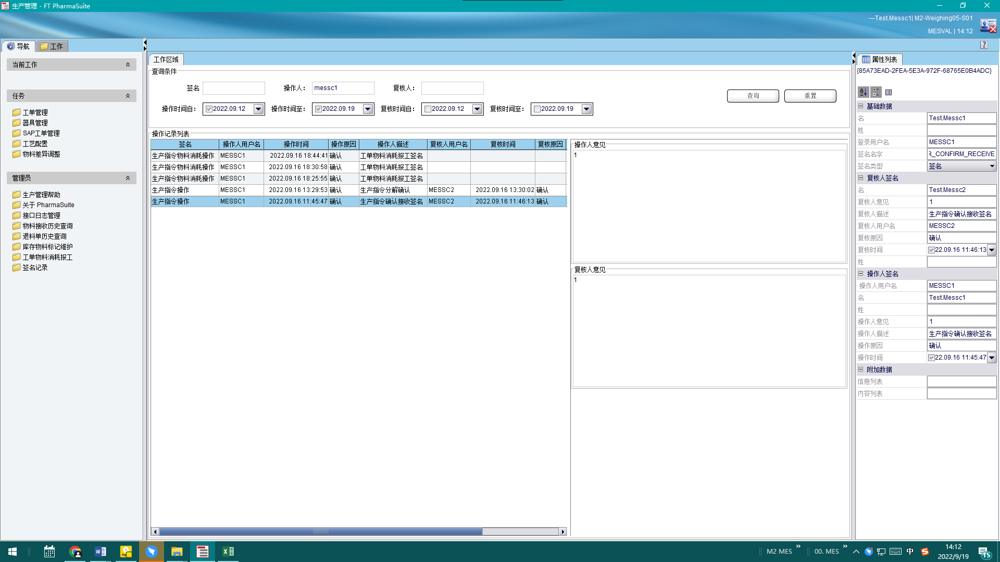 生产管理 - FT PharmaSuite
---Test.Messc1| M2-Weighing05-S01
MESVAL | 14:12
导航
工作
当前工作
任务
工单管理
器具管理
SAP工单管理
工艺配置
物料差异调整
管理员
生产管理帮助
关于 PharmaSuite
接口日志管理
物料接收历史查询
退料单历史查询
库存物料标记维护
工单物料消耗报工
签名记录
工作区域
查询条件
签名 操作人: messc1 复核人:
查询 重置
操作时间自: 2022.09.12 操作时间至: 2022.09.19 复核时间自: 2022.09.12 复核时间至: 2022.09.19
操作记录列表
签名 操作人用户名 操作时间 操作原因 操作人描述 复核人用户名 复核时间 复核原因
生产指令物料消耗操作 MESSC1 2022.09.16 18:44:41 确认 工单物料消耗报工签名
生产指令物料消耗操作 MESSC1 2022.09.16 18:30:58 确认 工单物料消耗报工签名
生产指令物料消耗操作 MESSC1 2022.09.16 18:25:55 确认 工单物料消耗报工签名
生产指令操作 MESSC1 2022.09.16 13:29:53 确认 生产指令分解确认 MESSC2 2022.09.16 13:30:02 确认
生产指令操作 MESSC1 2022.09.16 11:45:47 确认 生产指令确认接收签名 MESSC2 2022.09.16 11:46:13 确认
操作人意见
1
复核人意见
1
属性列表
{85A73EAD-2FEA-5E3A-972F-68765E0B4ADC}
基础数据
名 Test.Messc1
姓
登录用户名 MESSC1
签名名字 R_CONFIRM_RECEIVE
签名类型 签名
复核人签名
名 Test.Messc2
复核人意见 1
复核人描述 生产指令确认接收签名
复核人用户名 MESSC2
复核原因 确认
复核时间 22.09.16 11:46:13
姓
操作人签名
操作人用户名 MESSC1
名 Test.Messc1
姓
操作人意见 1
操作人描述 生产指令确认接收签名
操作原因 确认
操作时间 22.09.16 11:45:47
附加数据
信息列表
内容列表
M2 MES
00. MES
中
14:12
2022/9/19
15